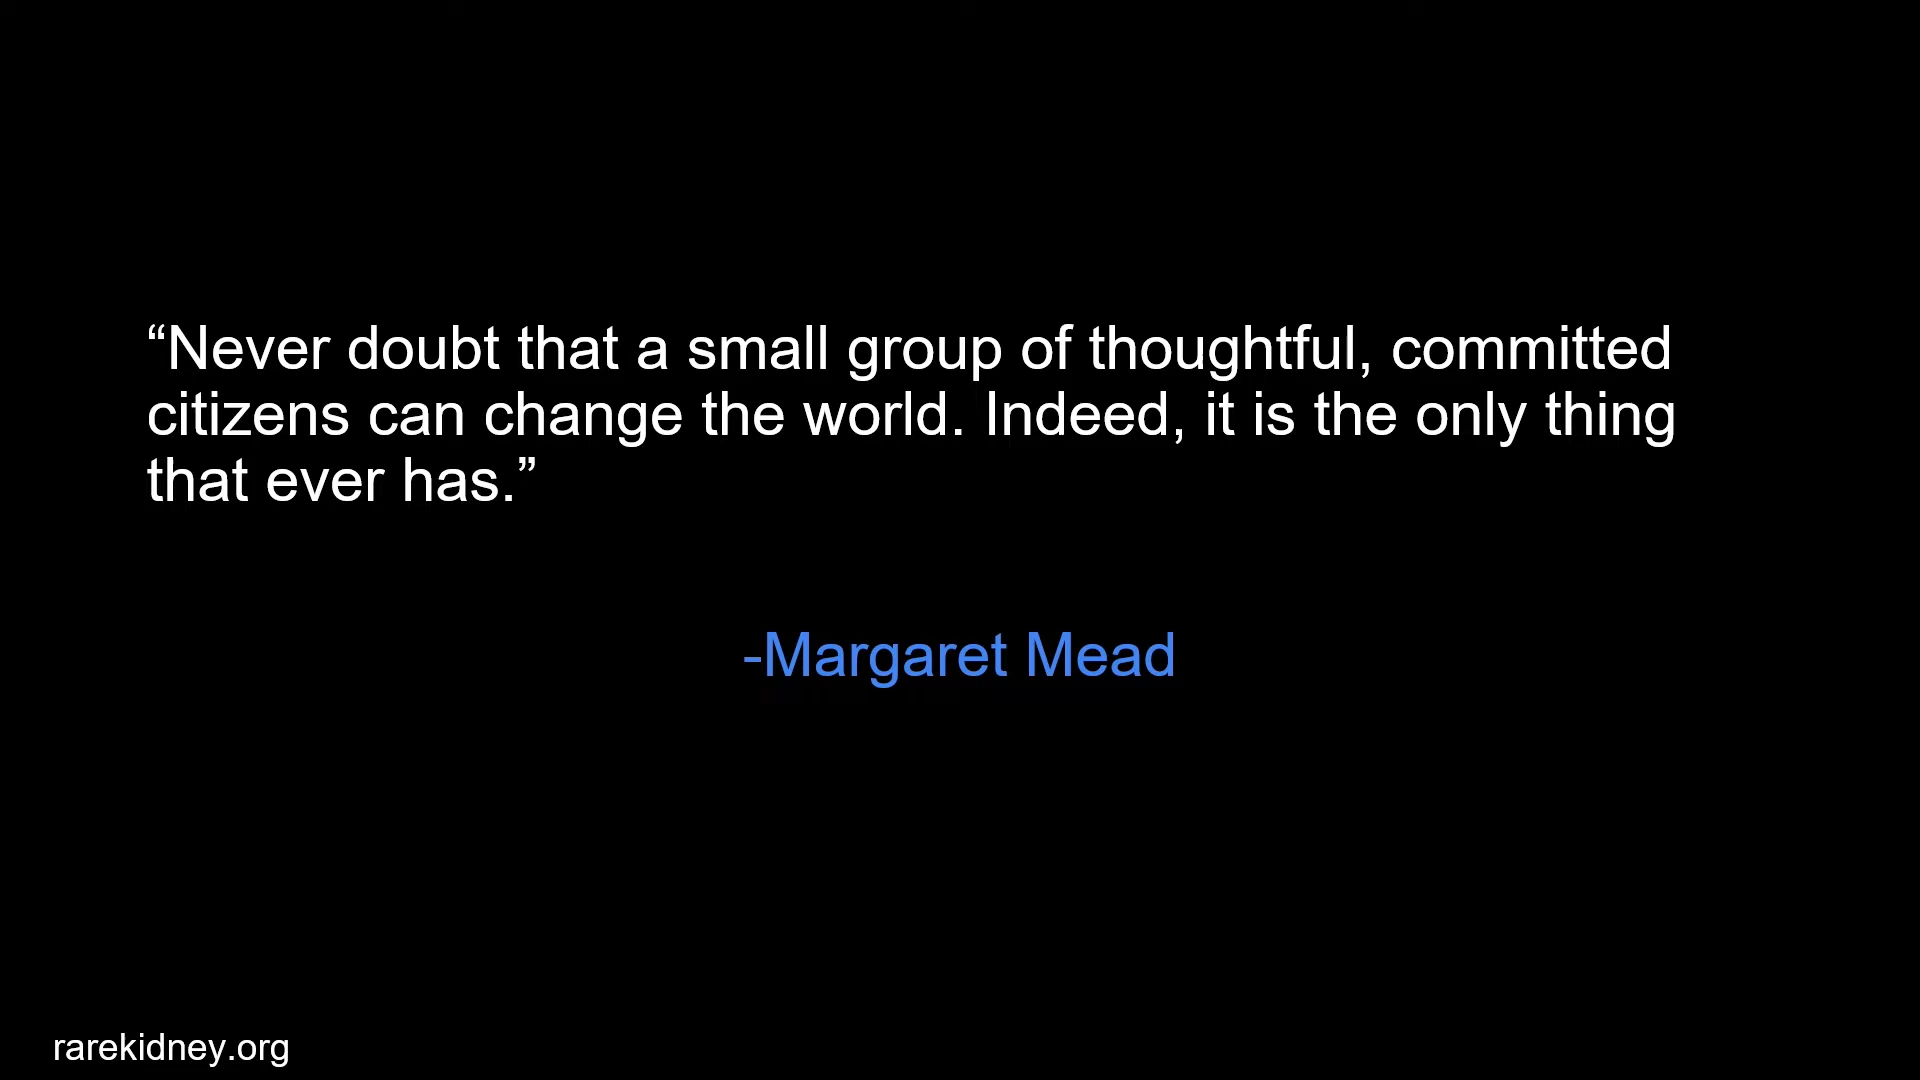 “Never doubt that a small group of thoughtful, committed
citizens can change the world. Indeed, it is the only thing
that ever has.”
-Margaret Mead
rarekidney.org